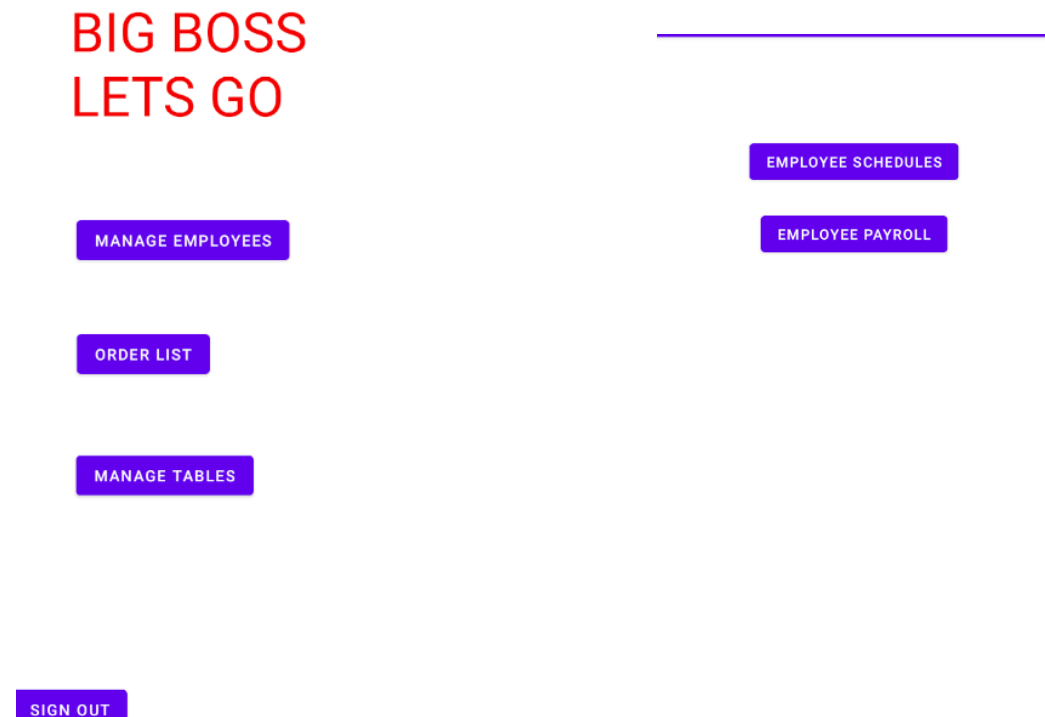 BIG BOSS
LETS GO
MANAGE EMPLOYEES
ORDER LIST
MANAGE TABLES
SIGN OUT
EMPLOYEE SCHEDULES
EMPLOYEE PAYROLL